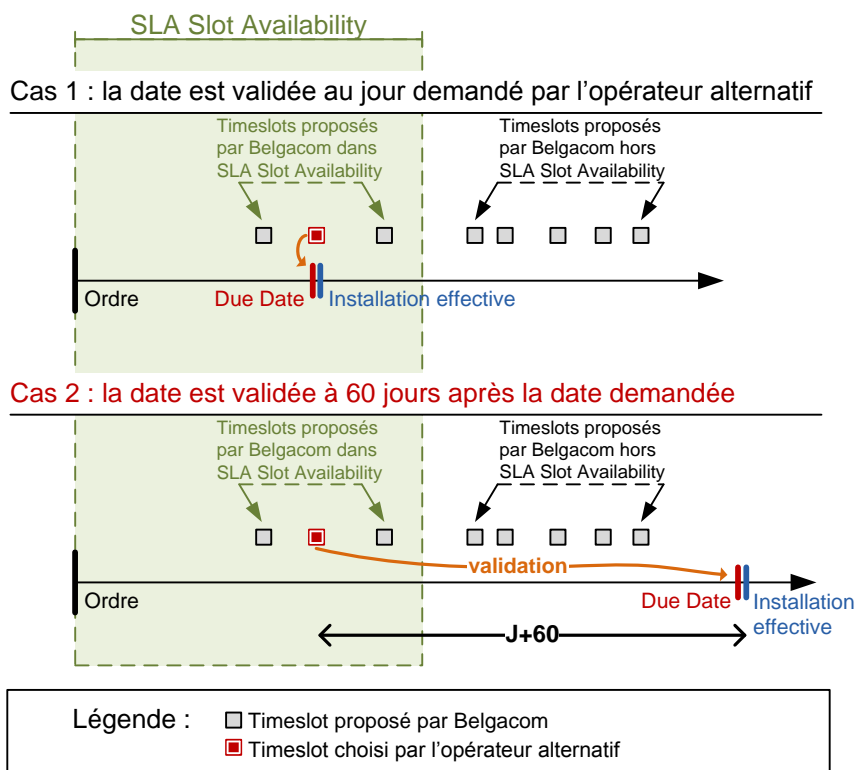 SLA Slot Availability
Cas 1 : la date est validée au jour demandé par l'opérateur alternatif
Timeslots proposés
par Belgacom dans
SLA Slot Availability
Timeslots proposés
par Belgacom hors
SLA Slot Availability
Ordre
Due Date
Installation effective
Cas 2 : la date est validée à 60 jours après la date demandée
Timeslots proposés
par Belgacom dans
SLA Slot Availability
Timeslots proposés
par Belgacom hors
SLA Slot Availability
validation
Ordre
Due Date
Installation
effective
J+60
Légende :
Timeslot proposé par Belgacom
Timeslot choisi par l'opérateur alternatif